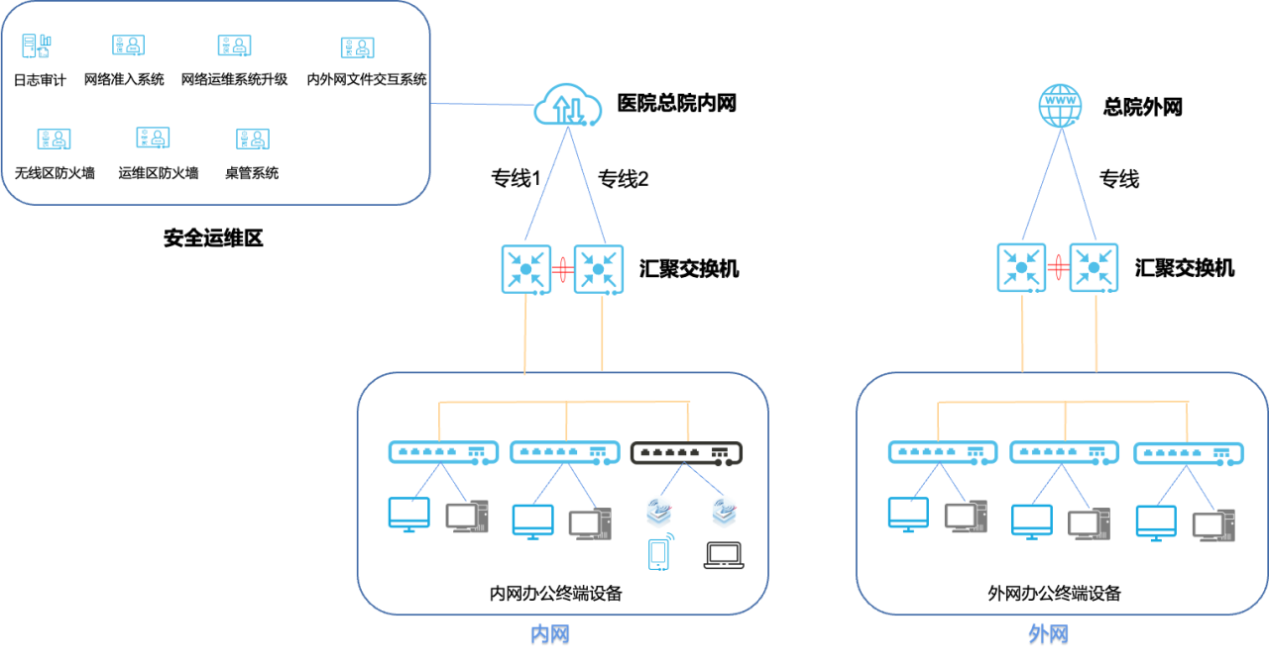 日志审计
网络准入系统
网络运维系统升级
内外网文件交互系统
无线区防火墙
运维区防火墙
桌管系统
安全运维区
医院总院内网
专线1
专线2
汇聚交换机
内网办公终端设备
内网
WWW
总院外网
专线
汇聚交换机
外网办公终端设备
外网